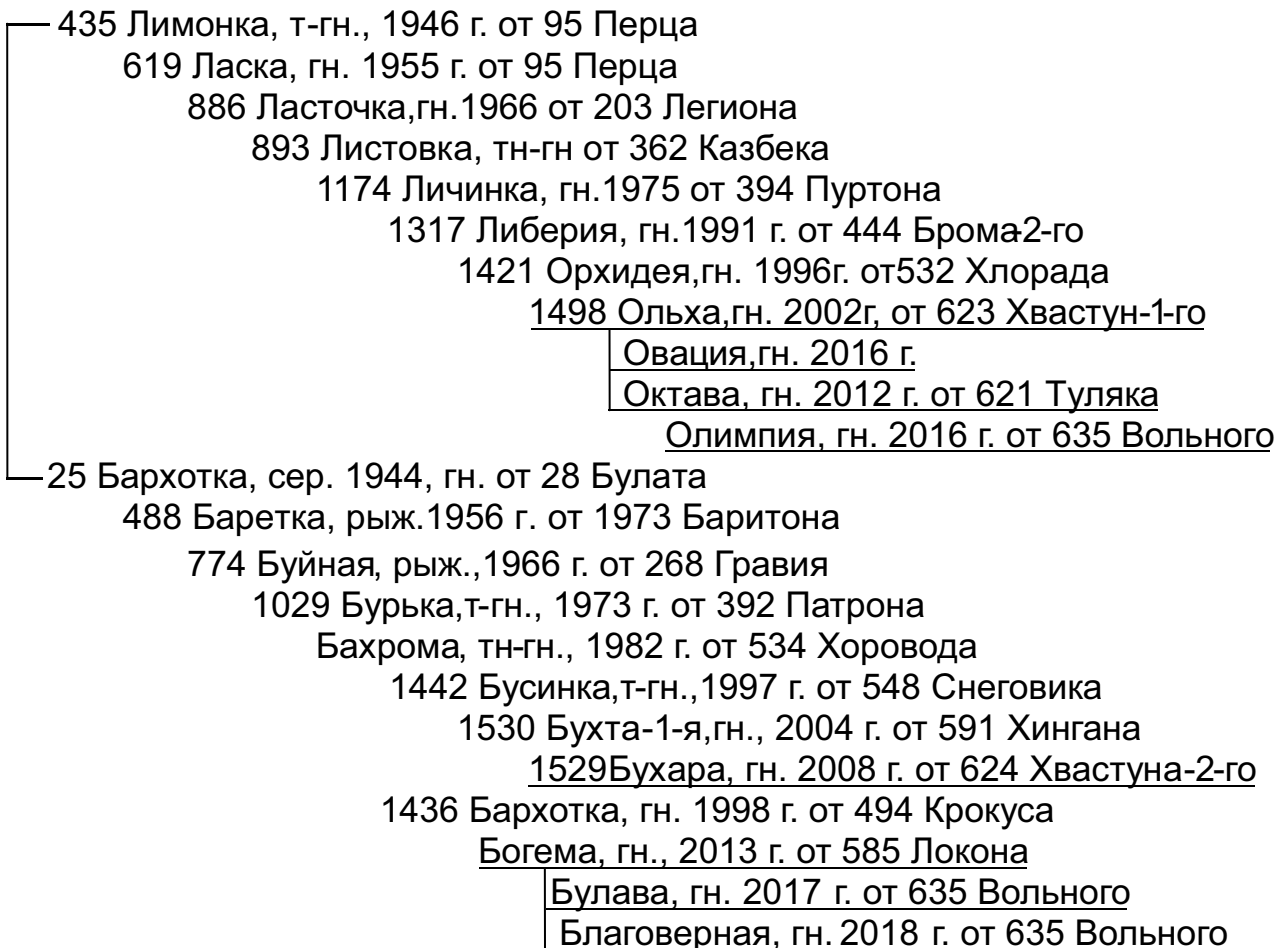 435 Лимонка, т-гн., 1946 г. от 95 Перца
619 Ласка, гн. 1955 г. от 95 Перца
886 Ласточка,гн.1966 от 203 Легиона
893 Листовка, тн-гн от 362 Казбека
1174 Личинка, гн.1975 от 394 Пуртона
1317 Либерия, гн.1991 г. от 444 Брома-2-го
1421 Орхидея,гн. 1996г. от532 Хлорада
1498 Ольха,гн. 2002г, от 623 Хвастун-1-го
Овация,гн. 2016 г.
Октава, гн. 2012 г. от 621 Туляка
Олимпия, гн. 2016 г. от 635 Вольного
25 Бархотка, сер. 1944, гн. от 28 Булата
488 Баретка, рыж.1956 г. от 1973 Баритона
774 Буйная, рыж.,1966 г. от 268 Гравия
1029 Бурька,т-гн., 1973 г. от 392 Патрона
Бахрома, тн-гн., 1982 г. от 534 Хоровода
1442 Бусинка,т-гн.,1997 г. от 548 Снеговика
1530 Бухта-1-я,гн., 2004 г. от 591 Хингана
1529Бухара, гн. 2008 г. от 624 Хвастуна-2-го
1436 Бархотка, гн. 1998 г. от 494 Крокуса
Богема, гн., 2013 г. от 585 Локона
Булава, гн. 2017 г. от 635 Вольного
Благоверная, гн. 2018 г. от 635 Вольного